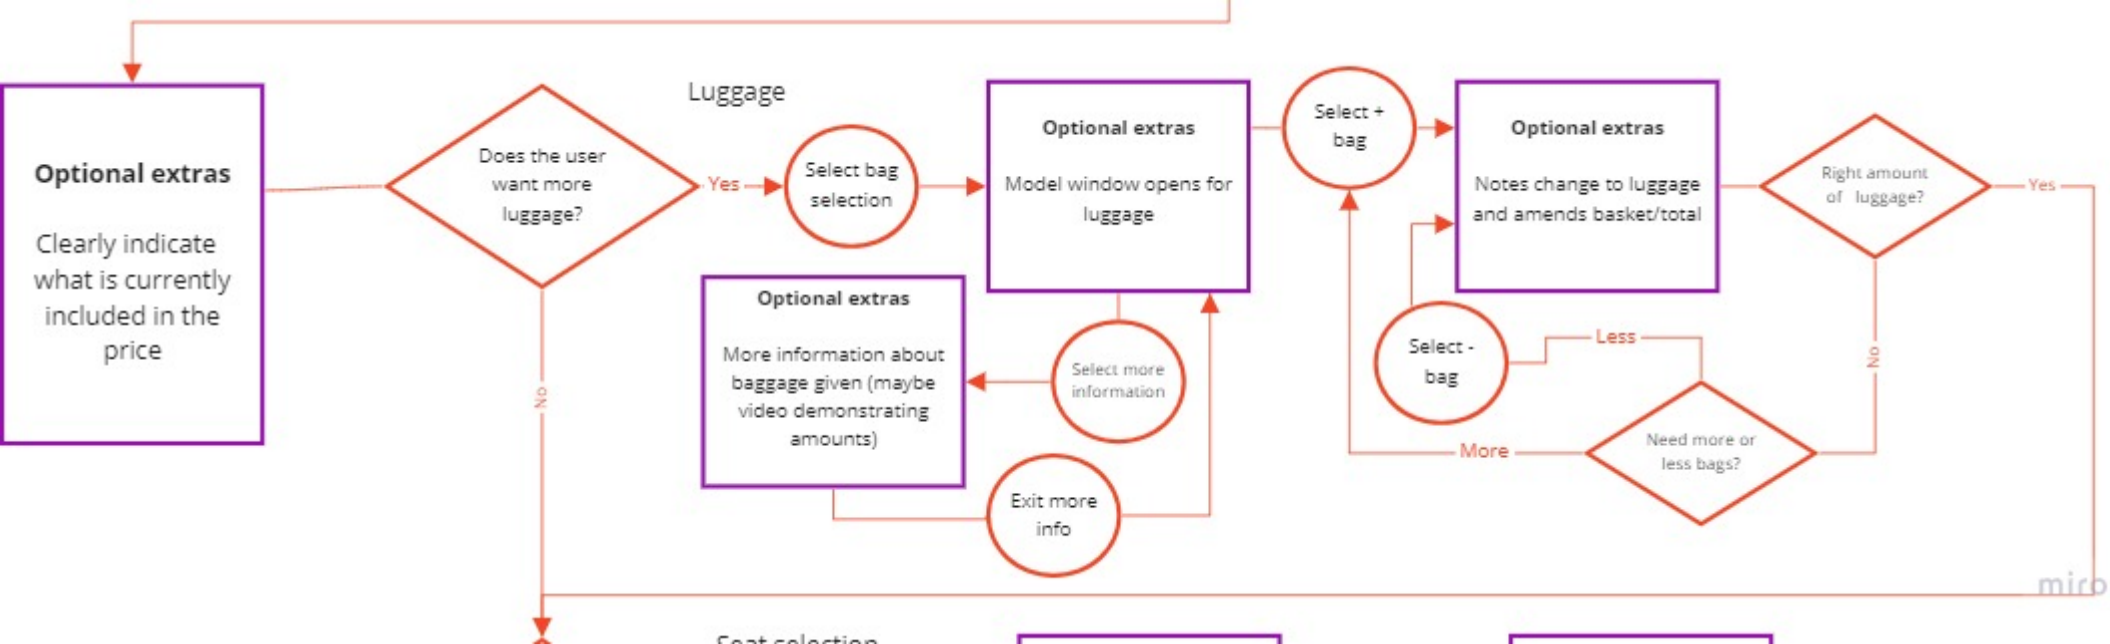 Optional extras
Clearly indicate
what is currently
included in the
price
Does the user
want more
luggage?
No
Luggage
Yes
Select bag
selection
Optional extras
Model window opens for
luggage
Select more
information
Optional extras
More information about
baggage given (maybe
video demonstrating
amounts)
Exit more
info
Select +
bag
Optional extras
Notes change to luggage
and amends basket/total
Right amount
of luggage?
Yes
No
Need more or
less bags?
Less
Select -
bag
More
miro
Seat selection